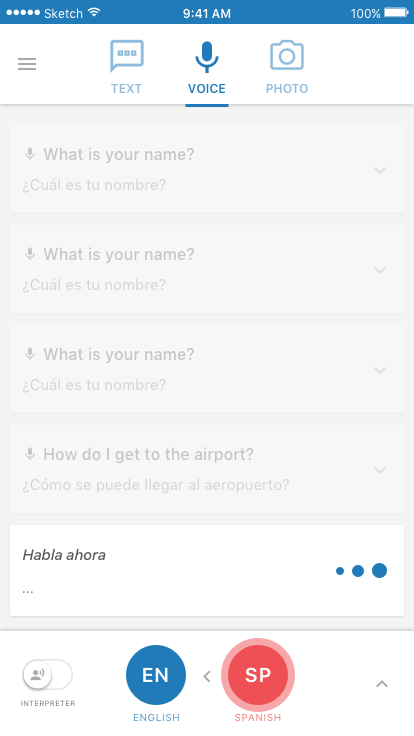 Sketch 9:41 AM 100%
TEXT VOICE PHOTO
What is your name?
¿Cuál es tu nombre?
What is your name?
¿Cuál es tu nombre?
What is your name?
¿Cuál es tu nombre?
How do I get to the airport?
¿Cómo se puede llegar al aeropuerto?
Habla ahora
...
EN SP
INTERPRETER
ENGLISH SPANISH